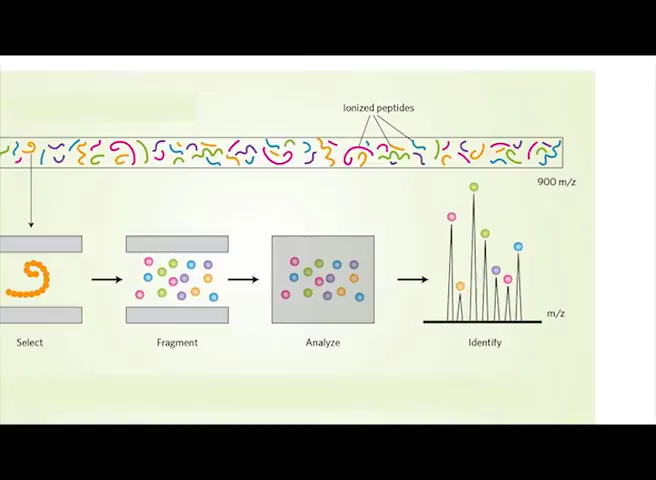 Ionized peptides
900 m/z
m/z
Select
Fragment
Analyze
Identify